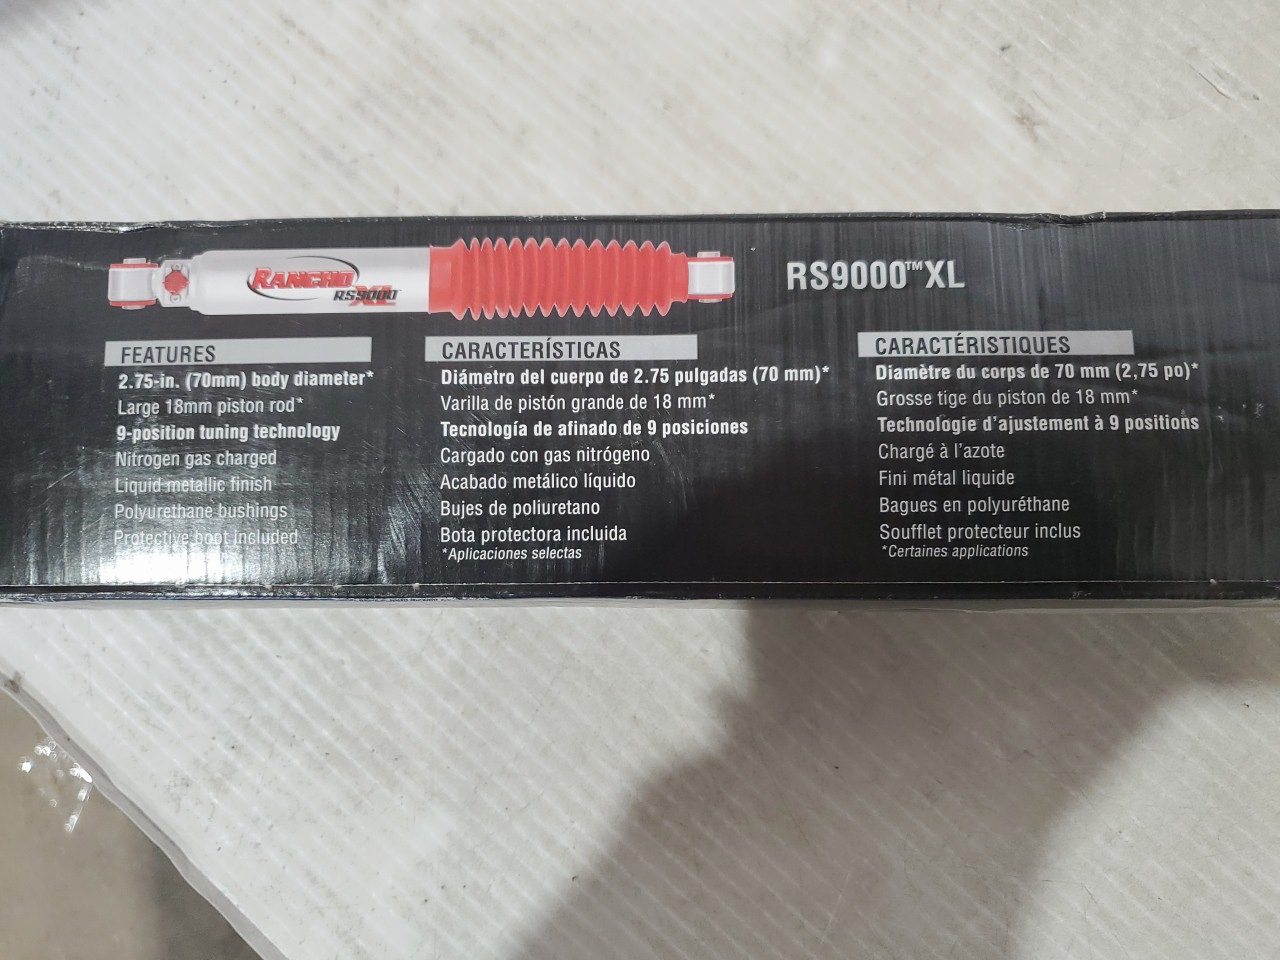 RANCHO
RS9000 XL
RS9000™XL
FEATURES
2.75-in. (70mm) body diameter*
Large 18mm piston rod*
9-position tuning technology
Nitrogen gas charged
Liquid metallic finish
Polyurethane bushings
Protective boot included
CARACTERÍSTICAS
Diámetro del cuerpo de 2.75 pulgadas (70 mm)*
Varilla de pistón grande de 18 mm*
Tecnología de afinado de 9 posiciones
Cargado con gas nitrógeno
Acabado metálico líquido
Bujes de poliuretano
Bota protectora incluida
*Aplicaciones selectas
CARACTÉRISTIQUES
Diamètre du corps de 70 mm (2,75 po)*
Grosse tige du piston de 18 mm*
Technologie d'ajustement à 9 positions
Chargé à l'azote
Fini métal liquide
Bagues en polyuréthane
Soufflet protecteur inclus
*Certaines applications